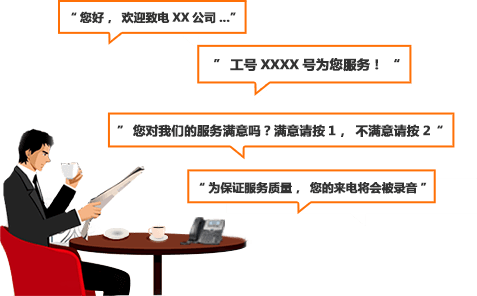 “ 您好， 欢迎致电 XX 公司 ...”
” 工号 XXXX 号为您服务！ “
” 您对我们的服务满意吗？满意请按 1 ， 不满意请按 2 ”
“ 为保证服务质量， 您的来电将会被录音 ”